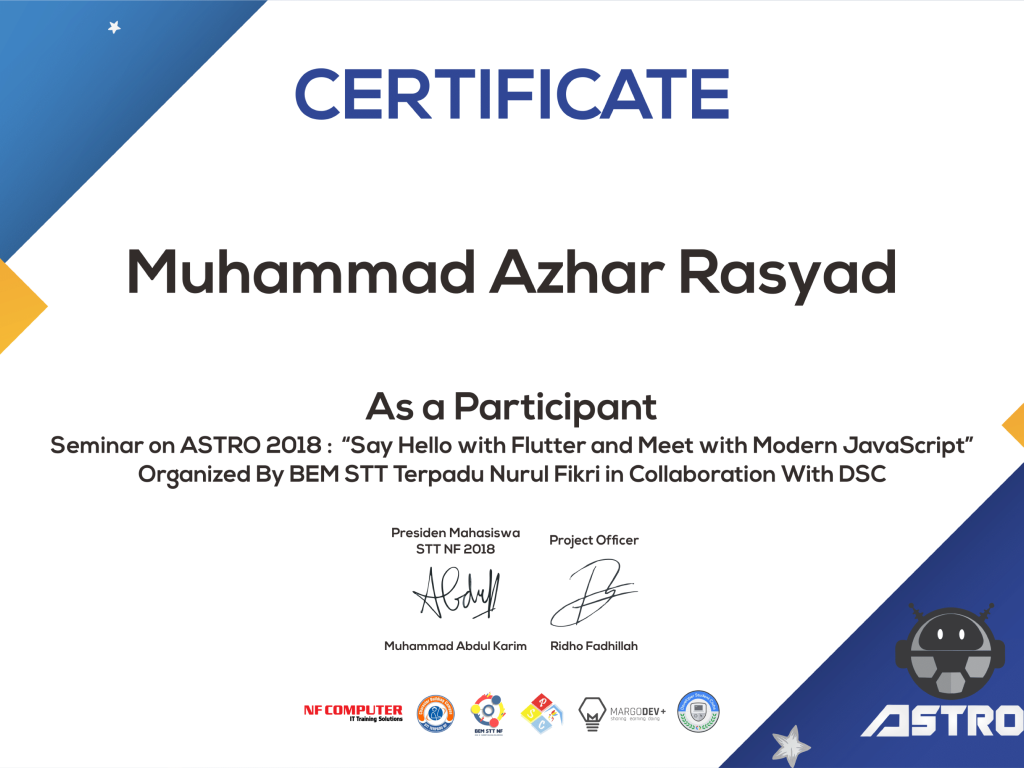 CERTIFICATE
Muhammad Azhar Rasyad
As a Participant
Seminar on ASTRO 2018 : “Say Hello with Flutter and Meet with Modern JavaScript”
Organized By BEM STT Terpadu Nurul Fikri in Collaboration With DSC
Presiden Mahasiswa
STT NF 2018
Project Officer
Muhammad Abdul Karim
Ridho Fadhillah
NF COMPUTER
IT Training Solutions
BEM STT NF
MARGODEV+
sharing learning doing
ASTRO